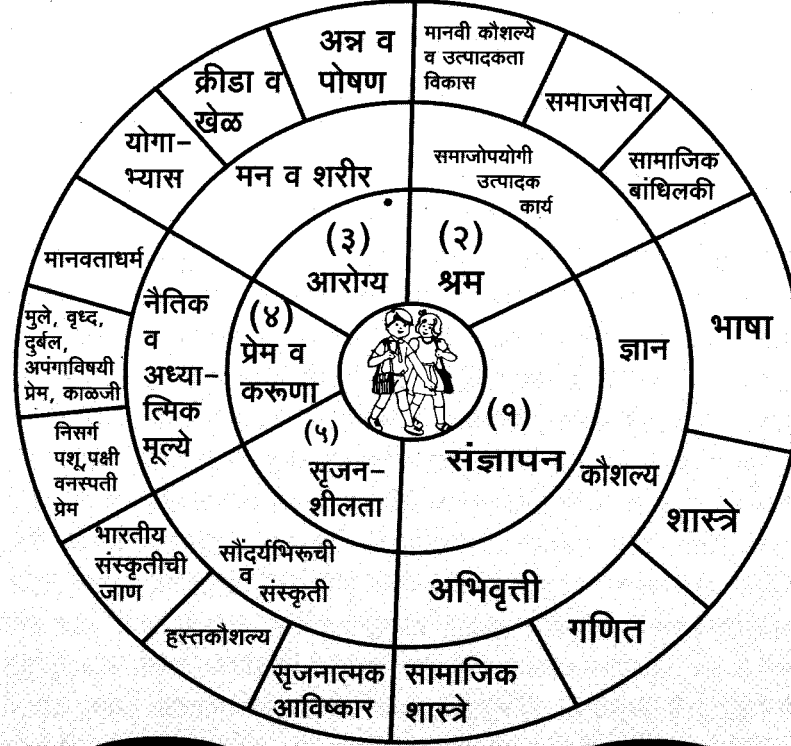 अन्न व
पोषण
मानवी कौशल्ये
व उत्पादकता
विकास
क्रीडा व
खेळ
समाजसेवा
योगा–
भ्यास
सामाजिक
बांधिलकी
मन व शरीर
समाजोपयोगी
उत्पादक
कार्य
मानवताधर्म
(३)
आरोग्य
(२)
श्रम
मुले, वृध्द,
दुर्बल,
अपंगाविषयी
प्रेम, काळजी
नैतिक
व
अध्या–
त्मिक
मूल्ये
(४)
प्रेम व
करूणा
ज्ञान
भाषा
निसर्ग
पशू,पक्षी
वनस्पती
प्रेम
(५)
सृजन–
शीलता
(१)
संज्ञापन
कौशल्य
शास्त्रे
भारतीय
संस्कृतीची
जाण
सौंदर्यभिरूची
व
संस्कृती
अभिवृत्ती
गणित
हस्तकौशल्य
सृजनात्मक
आविष्कार
सामाजिक
शास्त्रे